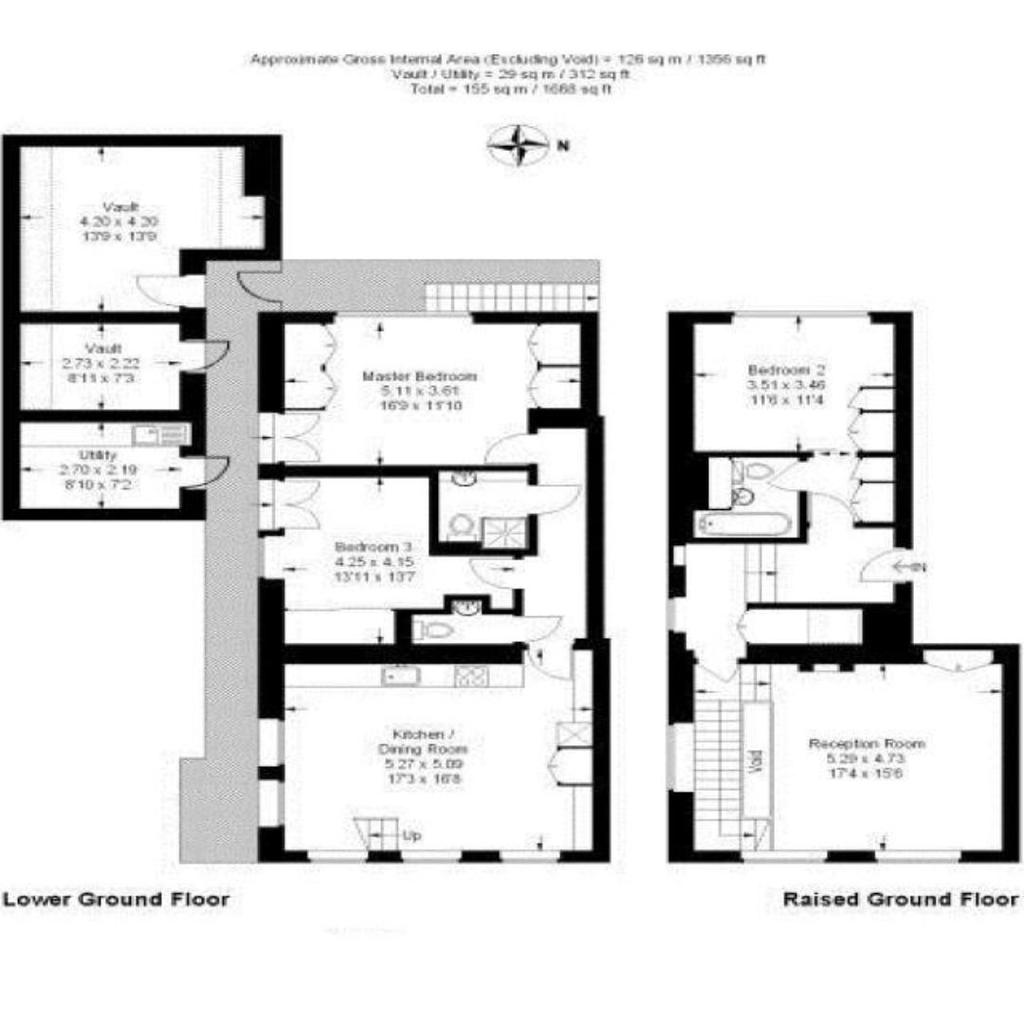 Approximate Gross Internal Area (Excluding Void) = 126 sq m / 1356 sq ft
Vault / Utility = 29 sq m / 312 sq ft
Total = 155 sq m / 1668 sq ft
N
Vault
4.20 x 4.20
13'9 x 13'9
Vault
2.73 x 2.22
8'11 x 7'3
Utility
2.70 x 2.19
8'10 x 7'2
Master Bedroom
5.11 x 3.61
16'9 x 11'10
Bedroom 3
4.25 x 4.15
13'11 x 13'7
Kitchen /
Dining Room
5.27 x 5.09
17'3 x 16'8
Up
Bedroom 2
3.51 x 3.46
11'6 x 11'4
IN
Reception Room
5.29 x 4.73
17'4 x 15'6
Void
Lower Ground Floor
Raised Ground Floor